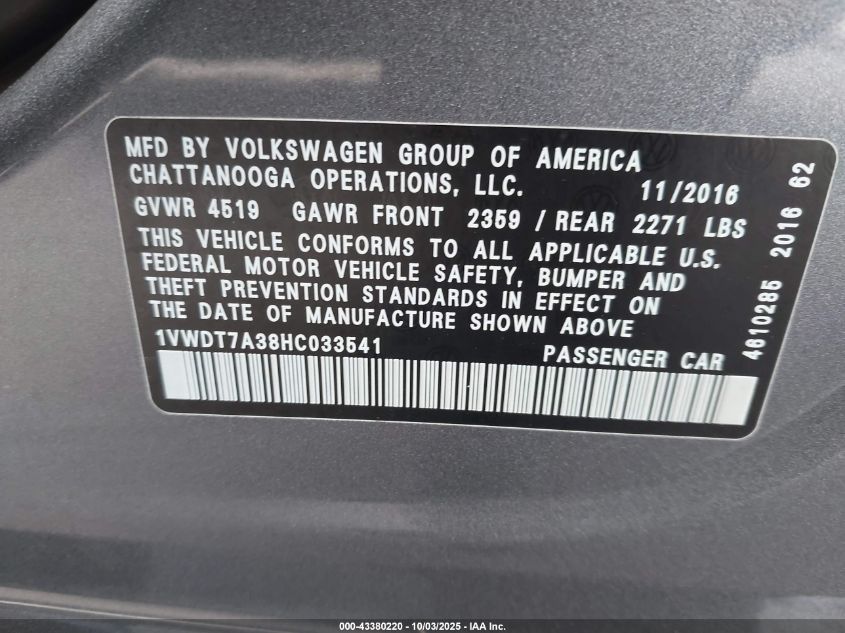 MFD BY VOLKSWAGEN GROUP OF AMERICA
CHATTANOOGA OPERATIONS, LLC. 11/2016
GVWR 4519 GAWR FRONT 2359 / REAR 2271 LBS
THIS VEHICLE CONFORMS TO ALL APPLICABLE U.S.
FEDERAL MOTOR VEHICLE SAFETY, BUMPER AND
THEFT PREVENTION STANDARDS IN EFFECT ON
THE DATE OF MANUFACTURE SHOWN ABOVE
1VWDT7A38HC033541 PASSENGER CAR
4610285 2016 62
000-43380220 - 10/03/2025 - IAA Inc.